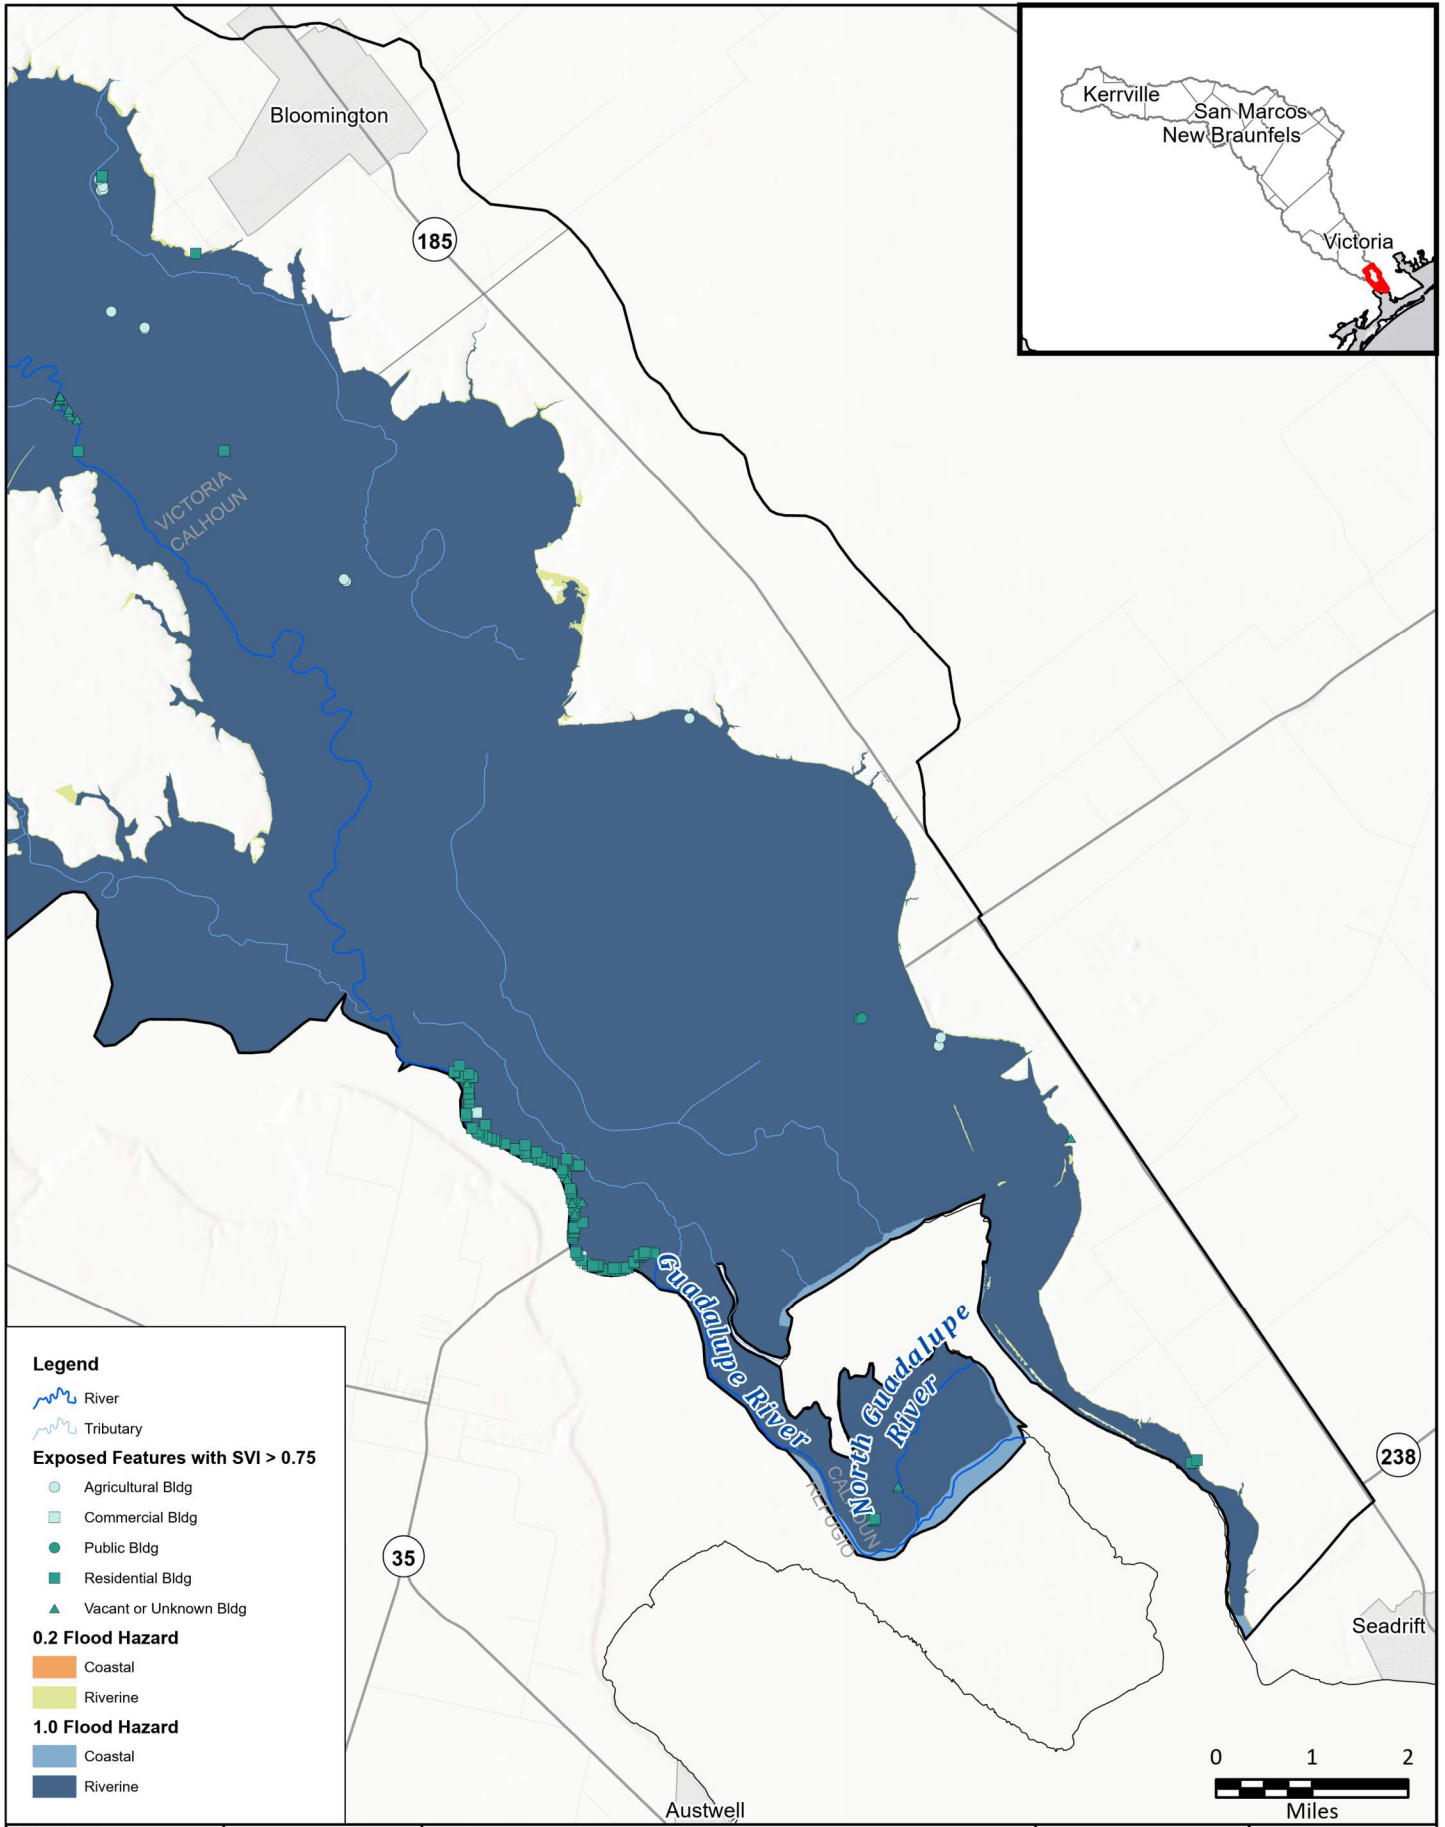 Bloomington
185
Kerrville
San Marcos
New Braunfels
Victoria
VICTORIA
CALHOUN
Guadalupe River
North Guadalupe
River
CALHOUN
REFUGIO
238
35
Seadrift
Austwell
Legend
River
Tributary
Exposed Features with SVI > 0.75
Agricultural Bldg
Commercial Bldg
Public Bldg
Residential Bldg
Vacant or Unknown Bldg
0.2 Flood Hazard
Coastal
Riverine
1.0 Flood Hazard
Coastal
Riverine
0 1 2
Miles